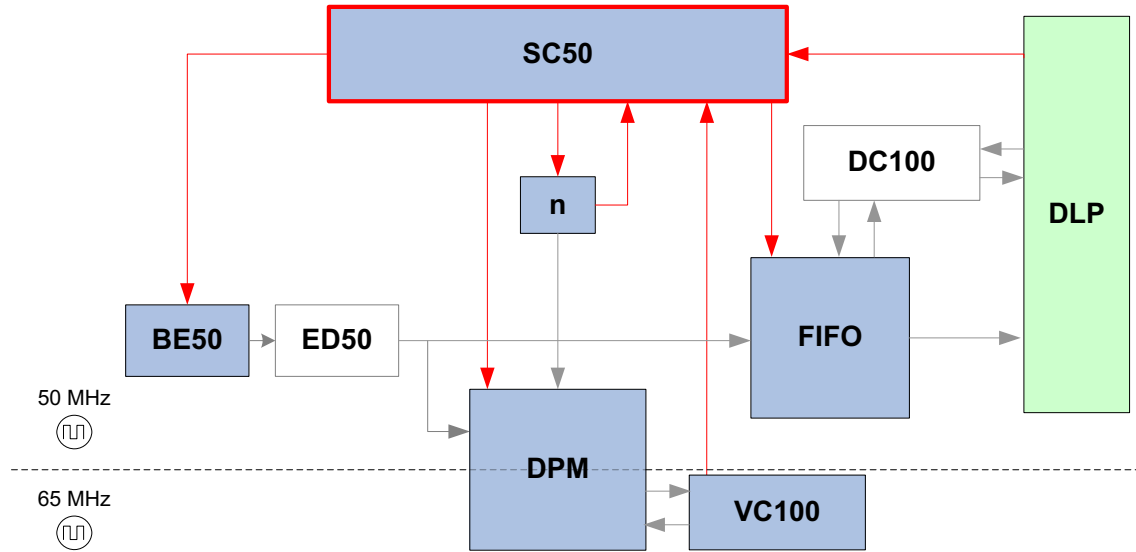 SC50
DC100
DLP
n
BE50
ED50
FIFO
50 MHz
DPM
65 MHz
VC100